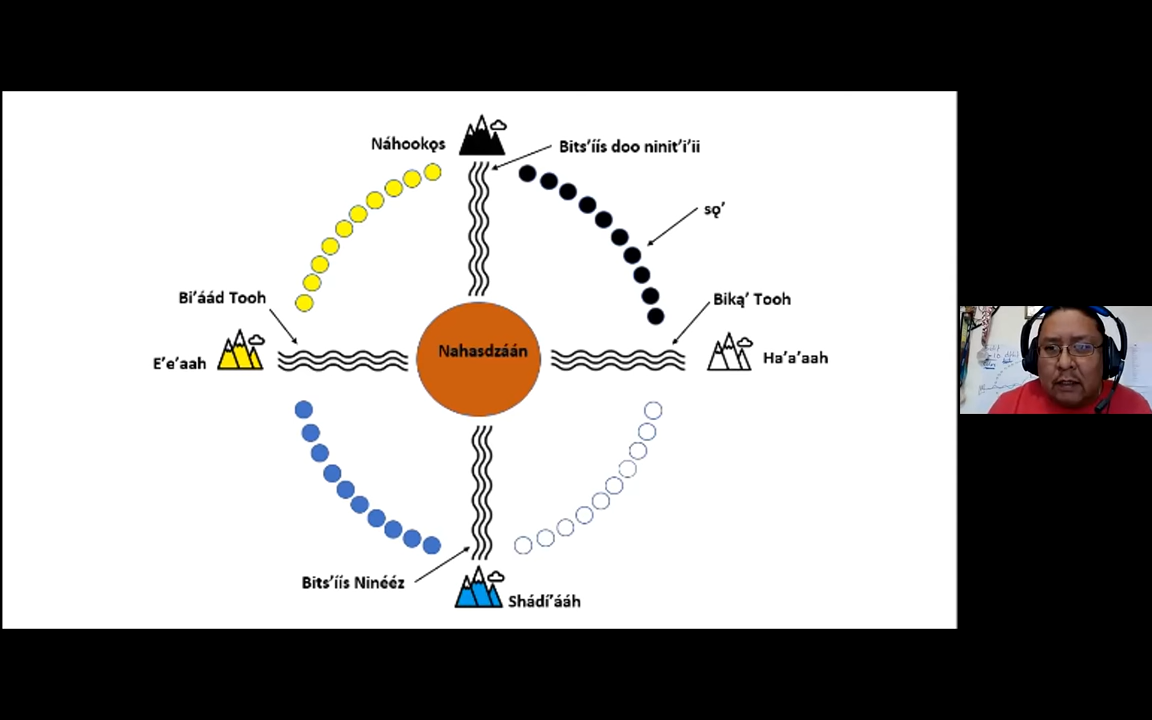 Náhookǫs
Bits'íís doo ninit'i'ii
sǫ'
Bi'áád Tooh
Biką' Tooh
Nahasdzáán
E'e'aah
Ha'a'aah
Bits'íís Ninééz
Shádí'ááh